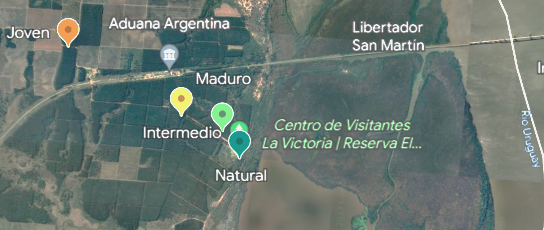 Joven
Aduana Argentina
Libertador
San Martín
Maduro
Intermedio
Centro de Visitantes
La Victoria | Reserva El...
Natural
Río Uruguay